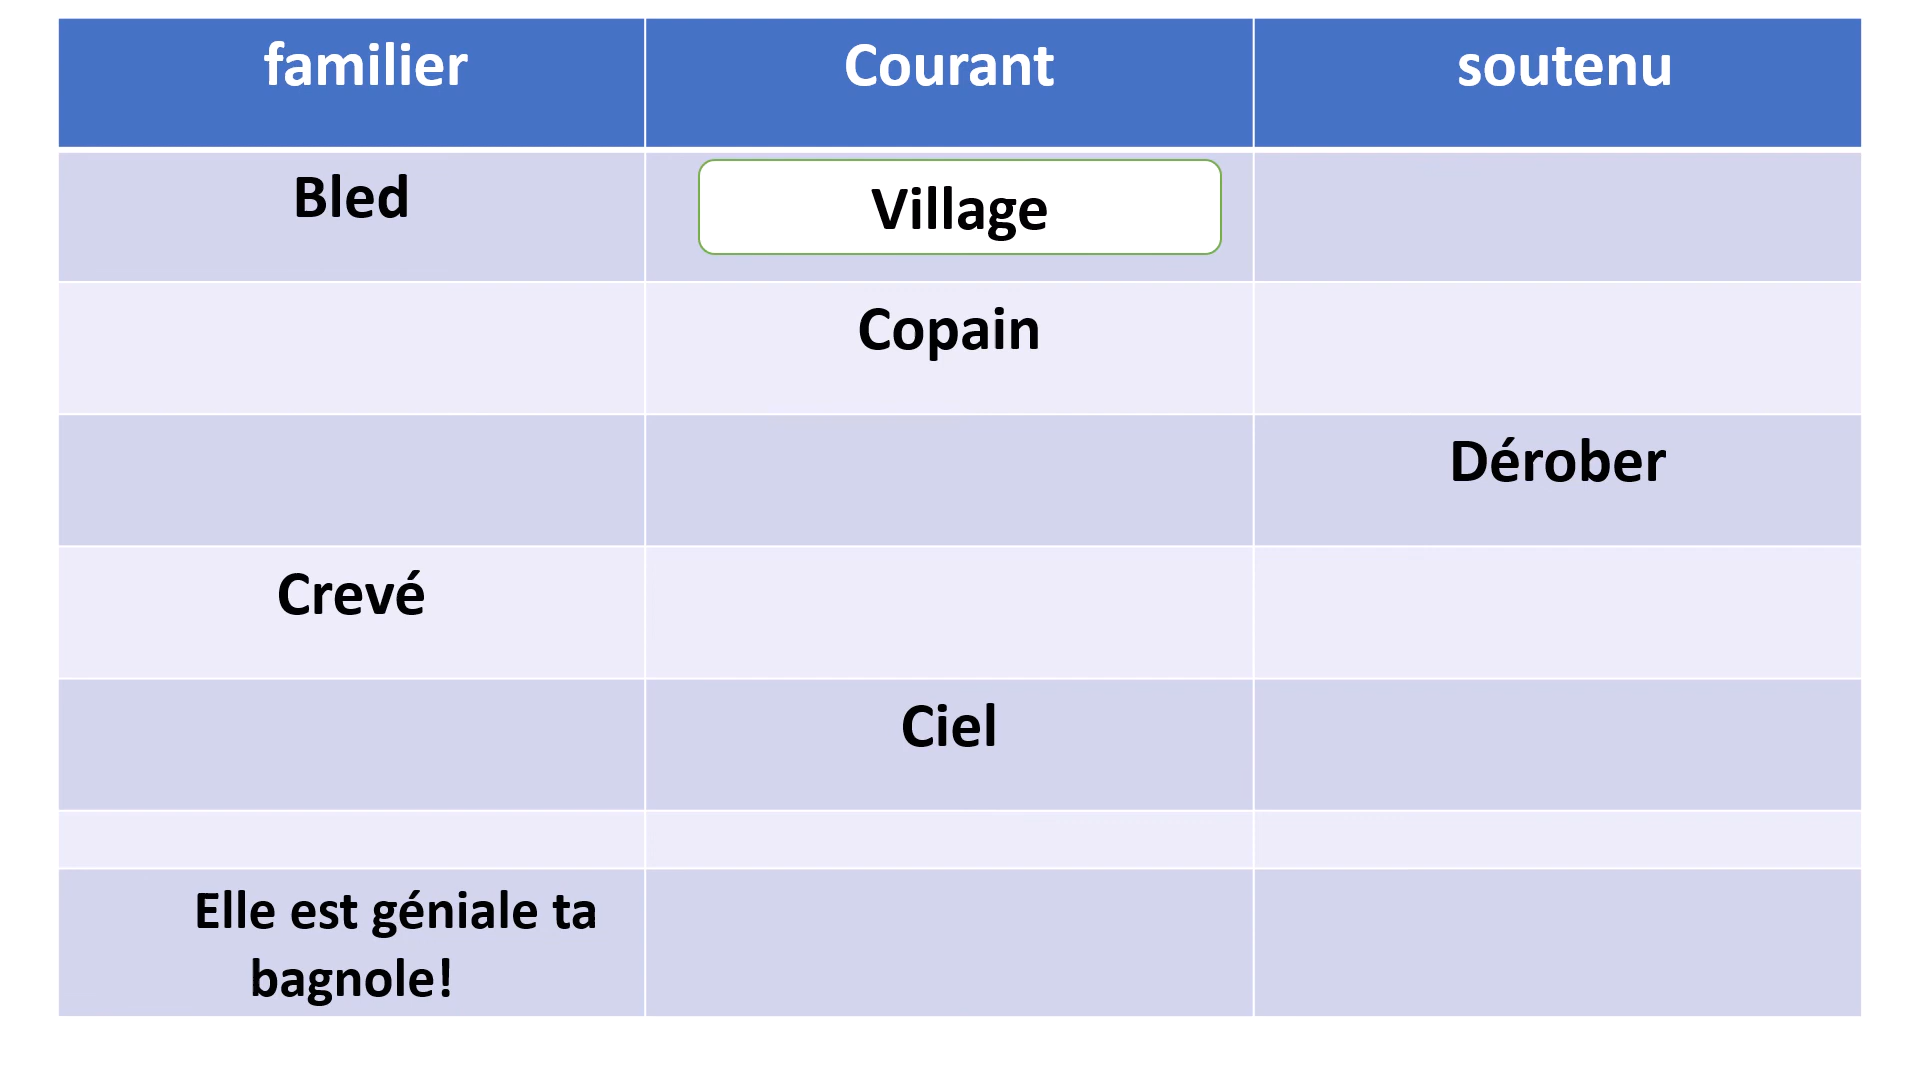 familier Courant soutenu
Bled Village
Copain
Dérober
Crevé
Ciel
Elle est géniale ta
bagnole!